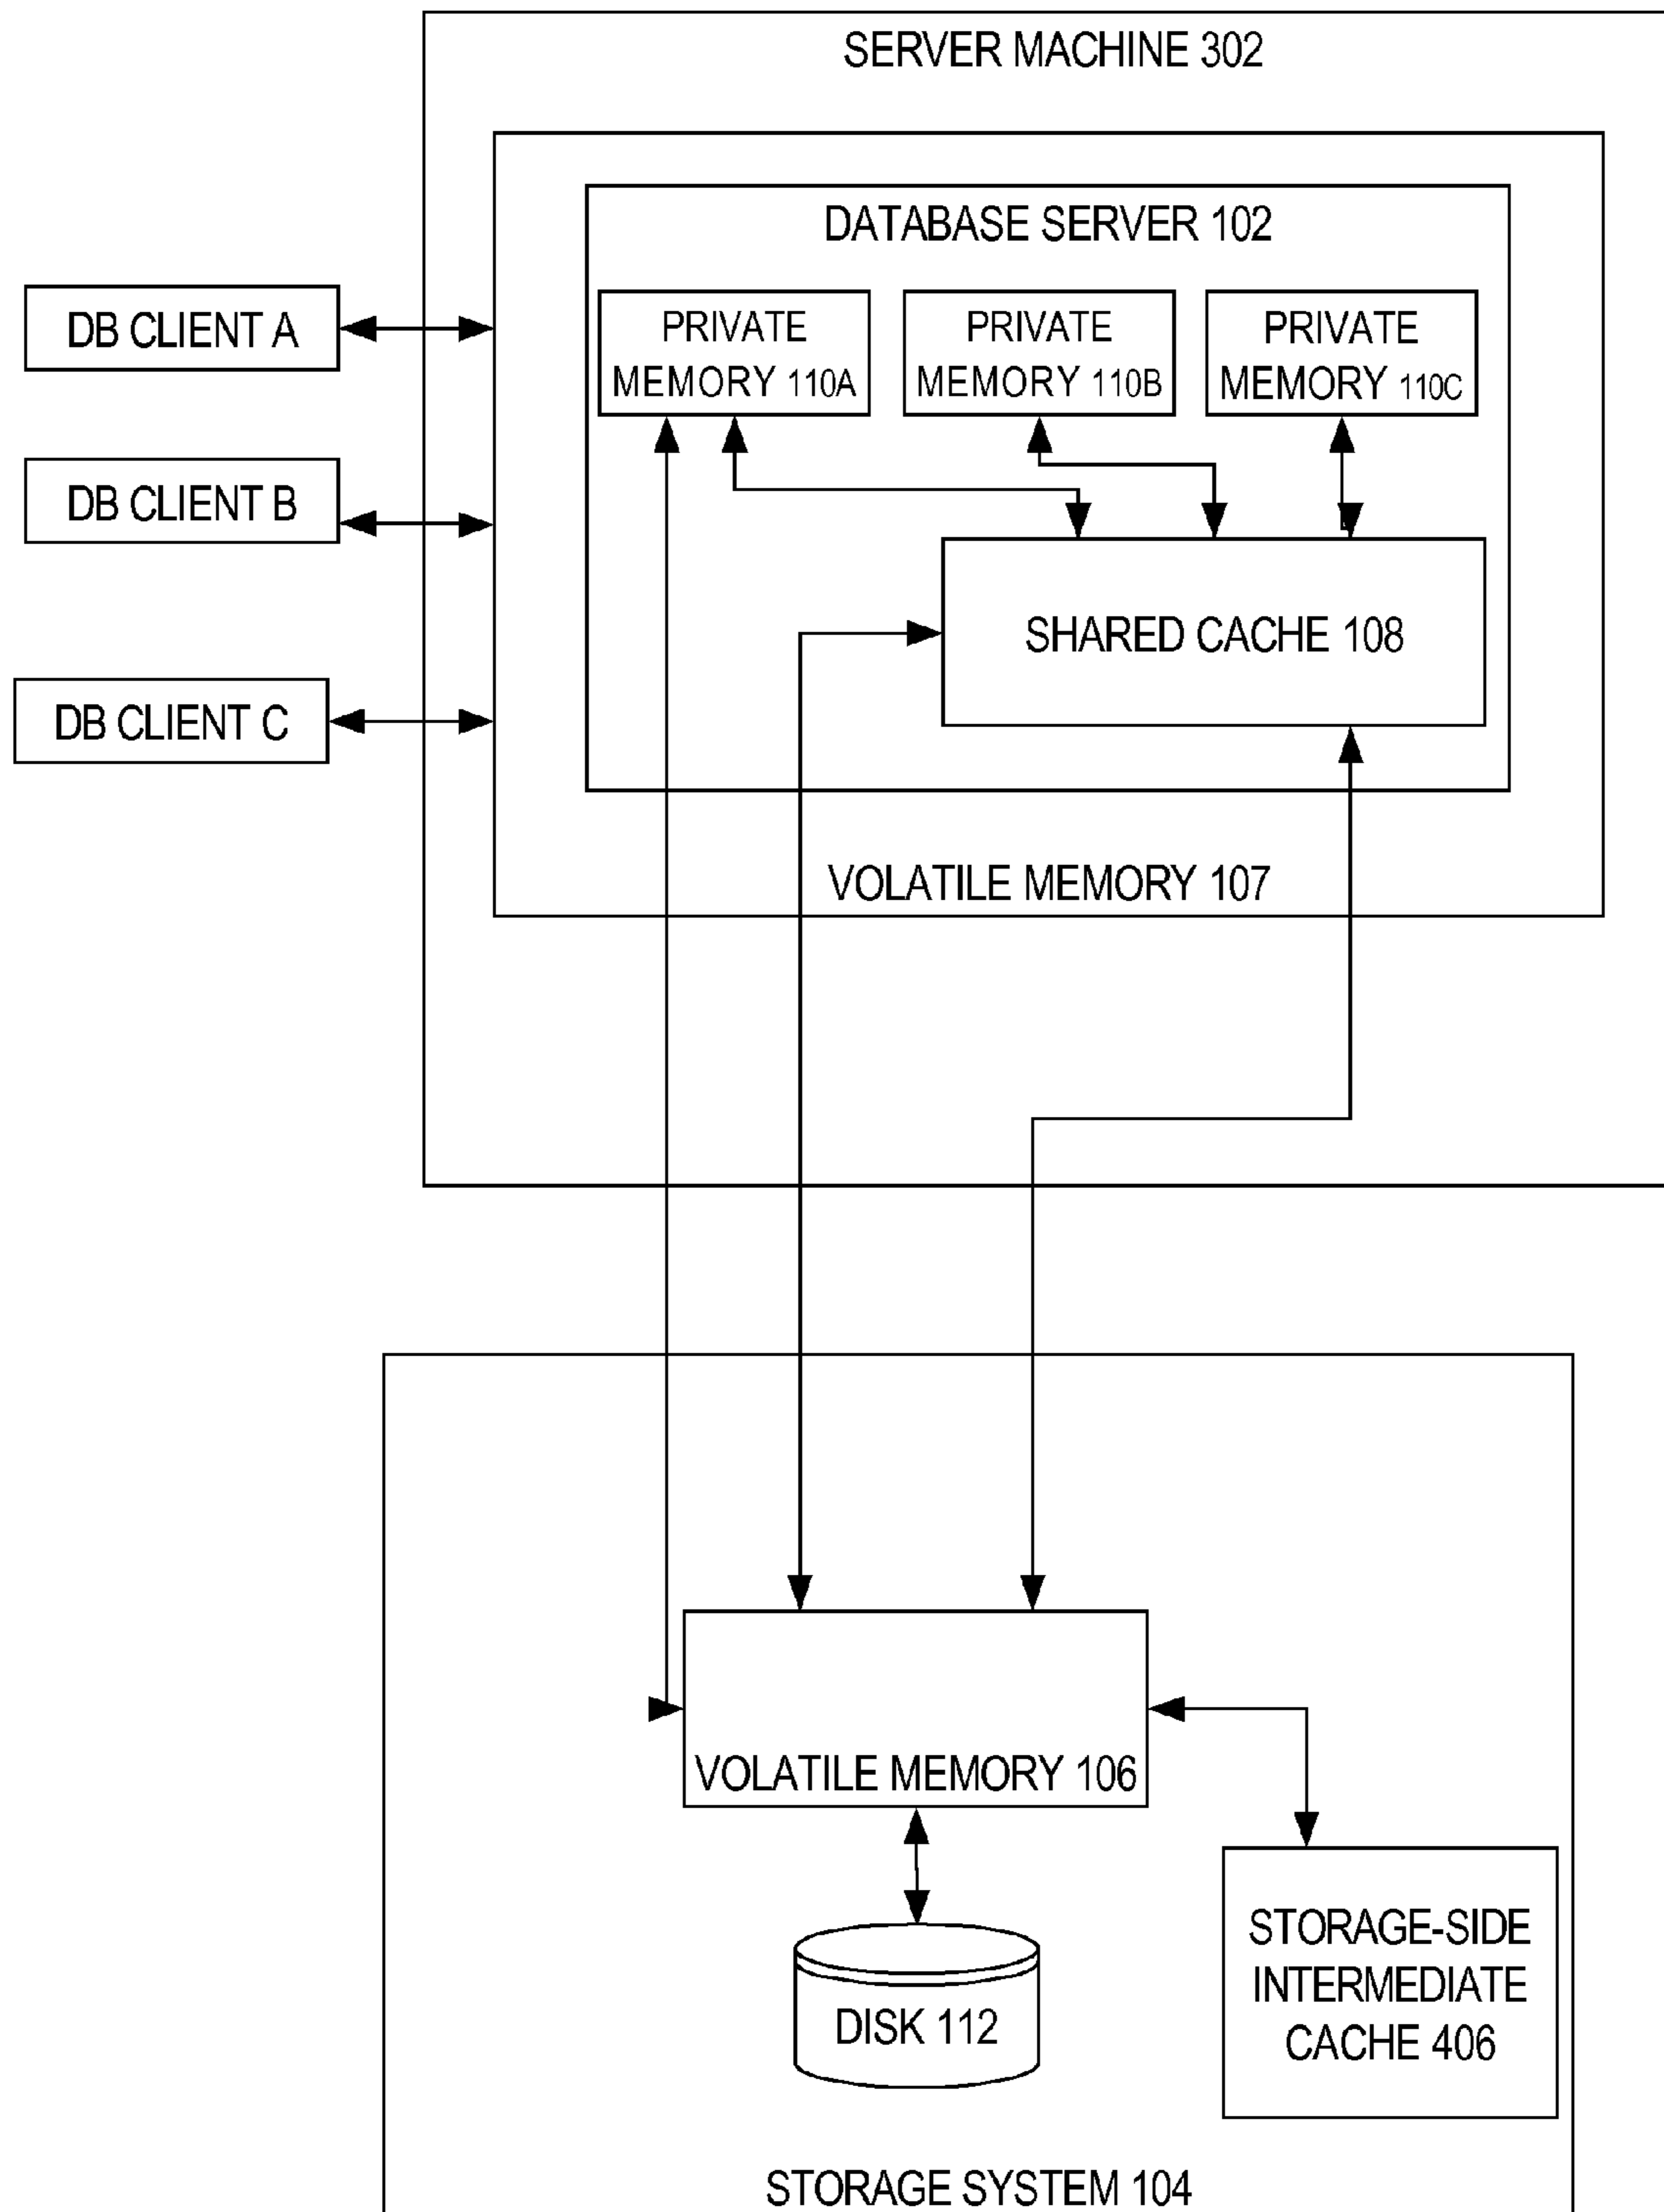 SERVER MACHINE 302
DATABASE SERVER 102
PRIVATE
MEMORY 110A
PRIVATE
MEMORY 110B
PRIVATE
MEMORY 110C
DB CLIENT A
DB CLIENT B
DB CLIENT C
SHARED CACHE 108
VOLATILE MEMORY 107
VOLATILE MEMORY 106
DISK 112
STORAGE-SIDE
INTERMEDIATE
CACHE 406
STORAGE SYSTEM 104